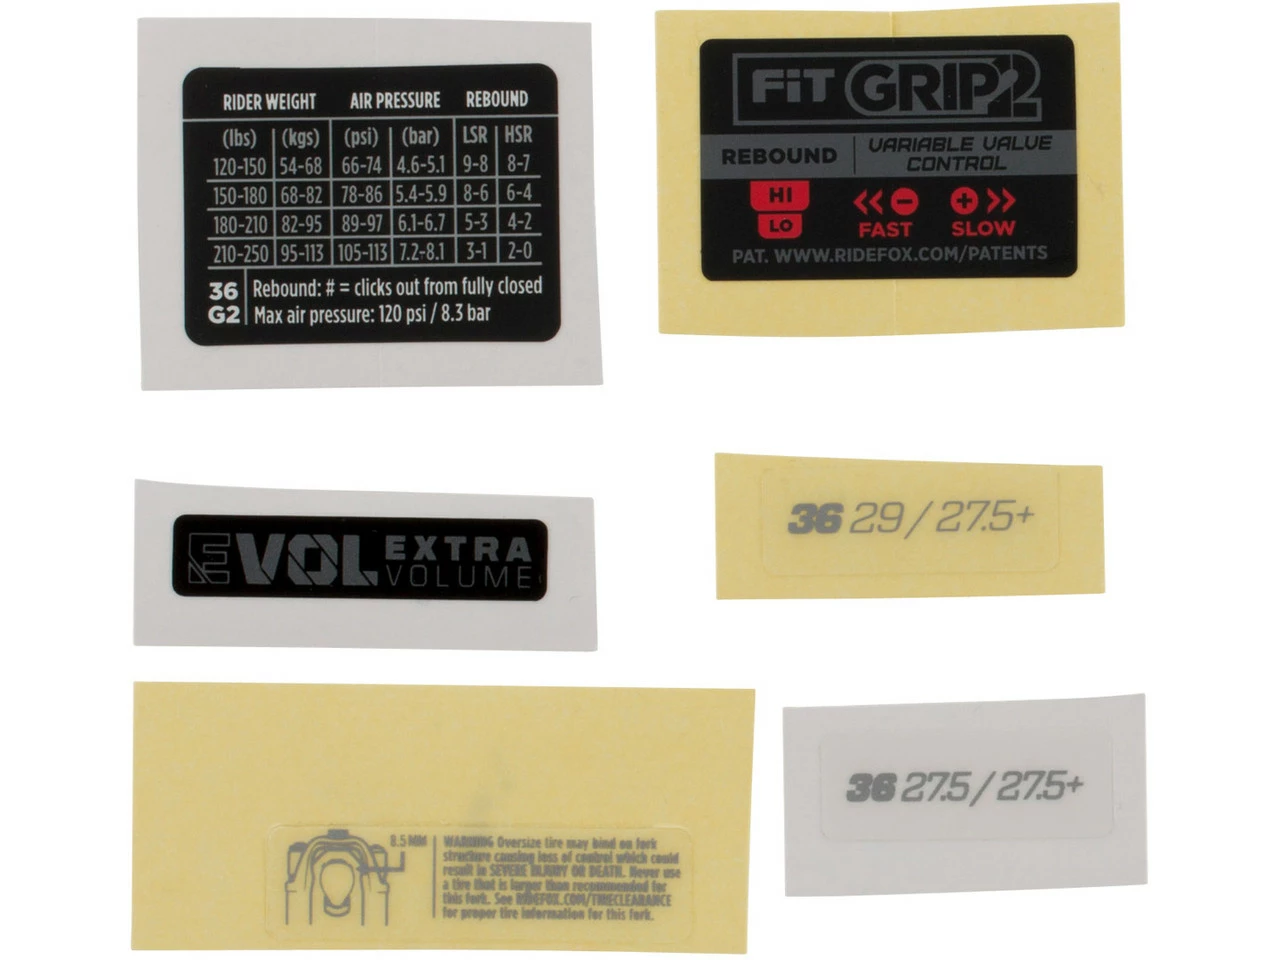 RIDER WEIGHT AIR PRESSURE REBOUND
(lbs) (kgs) (psi) (bar) LSR HSR
120-150 54-68 66-74 4.6-5.1 9-8 8-7
150-180 68-82 78-86 5.4-5.9 8-6 6-4
180-210 82-95 89-97 6.1-6.7 5-3 4-2
210-250 95-113 105-113 7.2-8.1 3-1 2-0
36 Rebound: # = clicks out from fully closed
G2 Max air pressure: 120 psi / 8.3 bar
FiT GRIP2
REBOUND VARIABLE VALVE
CONTROL
HI
LO
<< - + >>
FAST SLOW
PAT. WWW.RIDEFOX.COM/PATENTS
EVOL EXTRA
VOLUME
36 29 / 27.5+
8.5 MM
WARNING Oversize tire may bind on fork
structure causing loss of control which could
result in SEVERE INJURY OR DEATH. Never use
a tire that is larger than recommended for
this fork. See RIDEFOX.COM/TIRECLEARANCE
for proper tire information for this fork.
36 27.5 / 27.5+